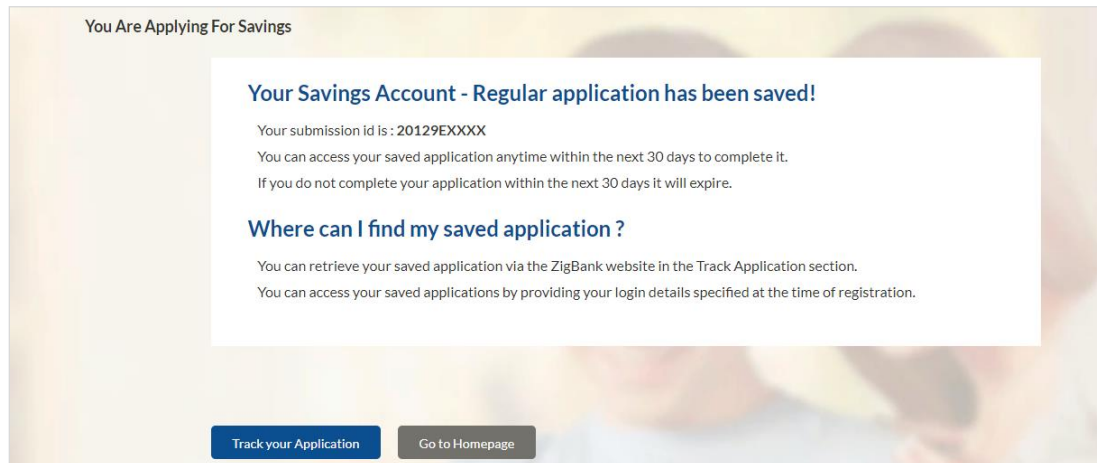 You Are Applying For Savings
Your Savings Account - Regular application has been saved!
Your submission id is : 20129EXXXX
You can access your saved application anytime within the next 30 days to complete it.
If you do not complete your application within the next 30 days it will expire.
Where can I find my saved application ?
You can retrieve your saved application via the ZigBank website in the Track Application section.
You can access your saved applications by providing your login details specified at the time of registration.
Track your Application
Go to Homepage